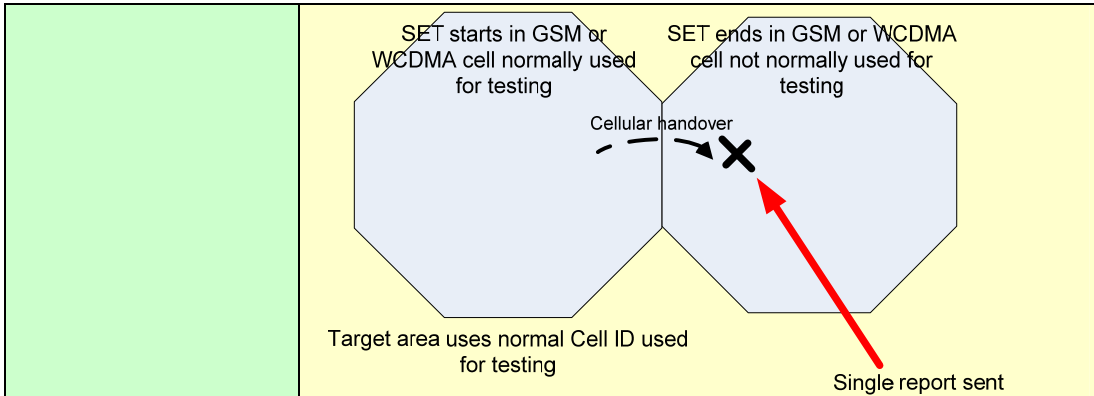 SET starts in GSM or
WCDMA cell normally used
for testing
SET ends in GSM or WCDMA
cell not normally used for
testing
Cellular handover
Target area uses normal Cell ID used
for testing
Single report sent